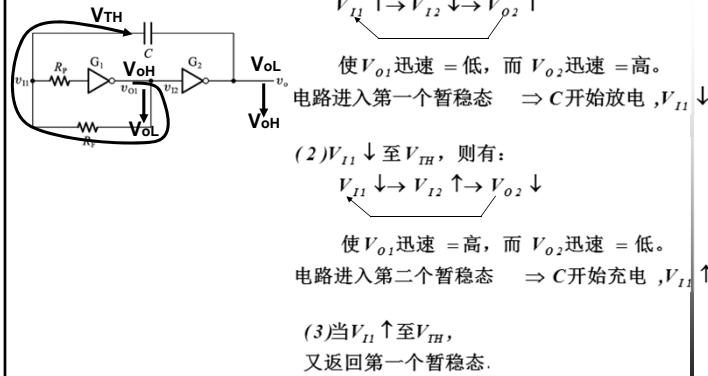 V_TH
C
R_P
G₁
V_OH
G₂
V_OL
v_I1
v_O1
v_I2
v_o
V_OL
V_OH
R_F
V_I1 ↑→ V_I2 ↓→ V_O2 ↑
使V_O1迅速 =低，而 V_O2迅速 =高。
电路进入第一个暂稳态 ⇒ C开始放电 ,V_I1 ↓
(2)V_I1 ↓至V_TH，则有：
V_I1 ↓→ V_I2 ↑→ V_O2 ↓
使V_O1迅速 =高，而 V_O2迅速 =低。
电路进入第二个暂稳态 ⇒ C开始充电 ,V_I1 ↑
(3)当V_I1 ↑至V_TH，
又返回第一个暂稳态.